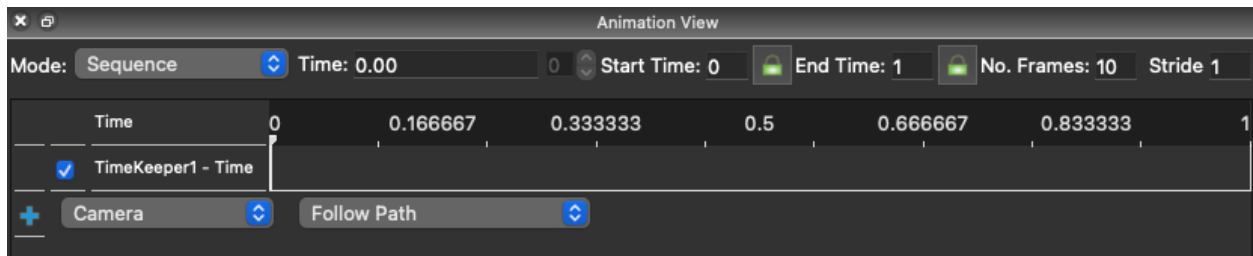 Animation View
Mode: Sequence Time: 0.00 0 Start Time: 0 End Time: 1 No. Frames: 10 Stride 1
Time 0 0.166667 0.333333 0.5 0.666667 0.833333 1
TimeKeeper1 - Time
Camera Follow Path